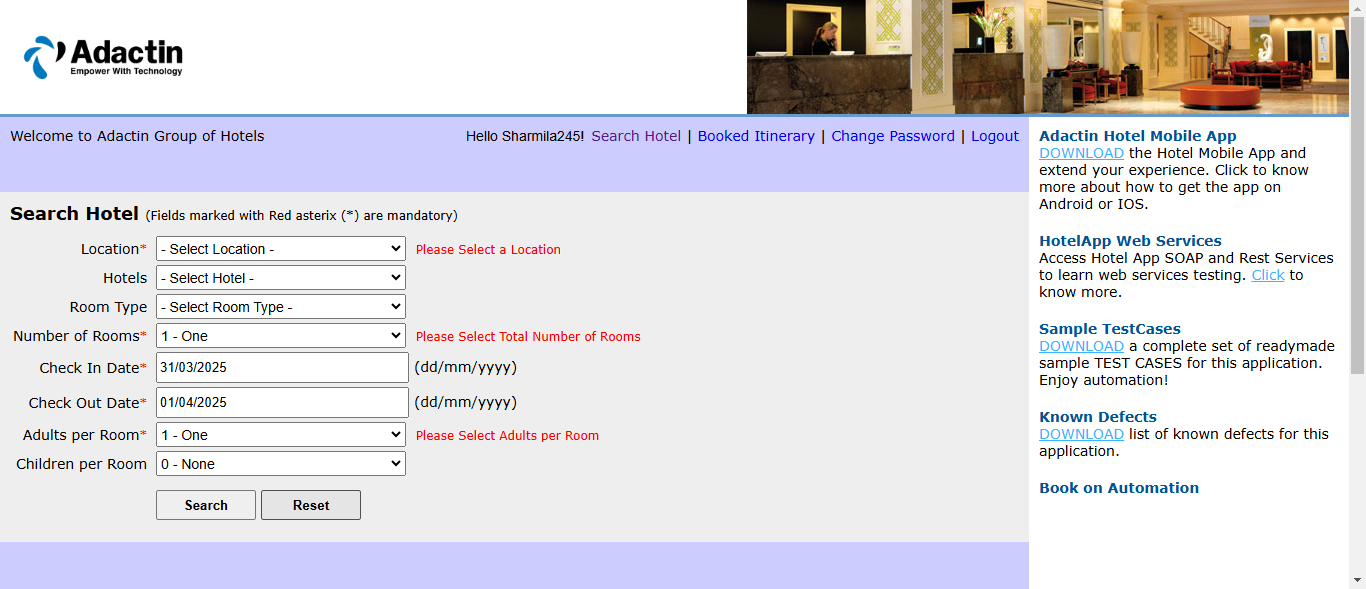 Adactin
Empower With Technology
Welcome to Adactin Group of Hotels
Hello Sharmila245! Search Hotel | Booked Itinerary | Change Password | Logout
Search Hotel (Fields marked with Red asterix (*) are mandatory)
Location* - Select Location - Please Select a Location
Hotels - Select Hotel -
Room Type - Select Room Type -
Number of Rooms* 1 - One Please Select Total Number of Rooms
Check In Date* 31/03/2025 (dd/mm/yyyy)
Check Out Date* 01/04/2025 (dd/mm/yyyy)
Adults per Room* 1 - One Please Select Adults per Room
Children per Room 0 - None
Search Reset
Adactin Hotel Mobile App
DOWNLOAD the Hotel Mobile App and
extend your experience. Click to know
more about how to get the app on
Android or IOS.
HotelApp Web Services
Access Hotel App SOAP and Rest Services
to learn web services testing. Click to
know more.
Sample TestCases
DOWNLOAD a complete set of readymade
sample TEST CASES for this application.
Enjoy automation!
Known Defects
DOWNLOAD list of known defects for this
application.
Book on Automation